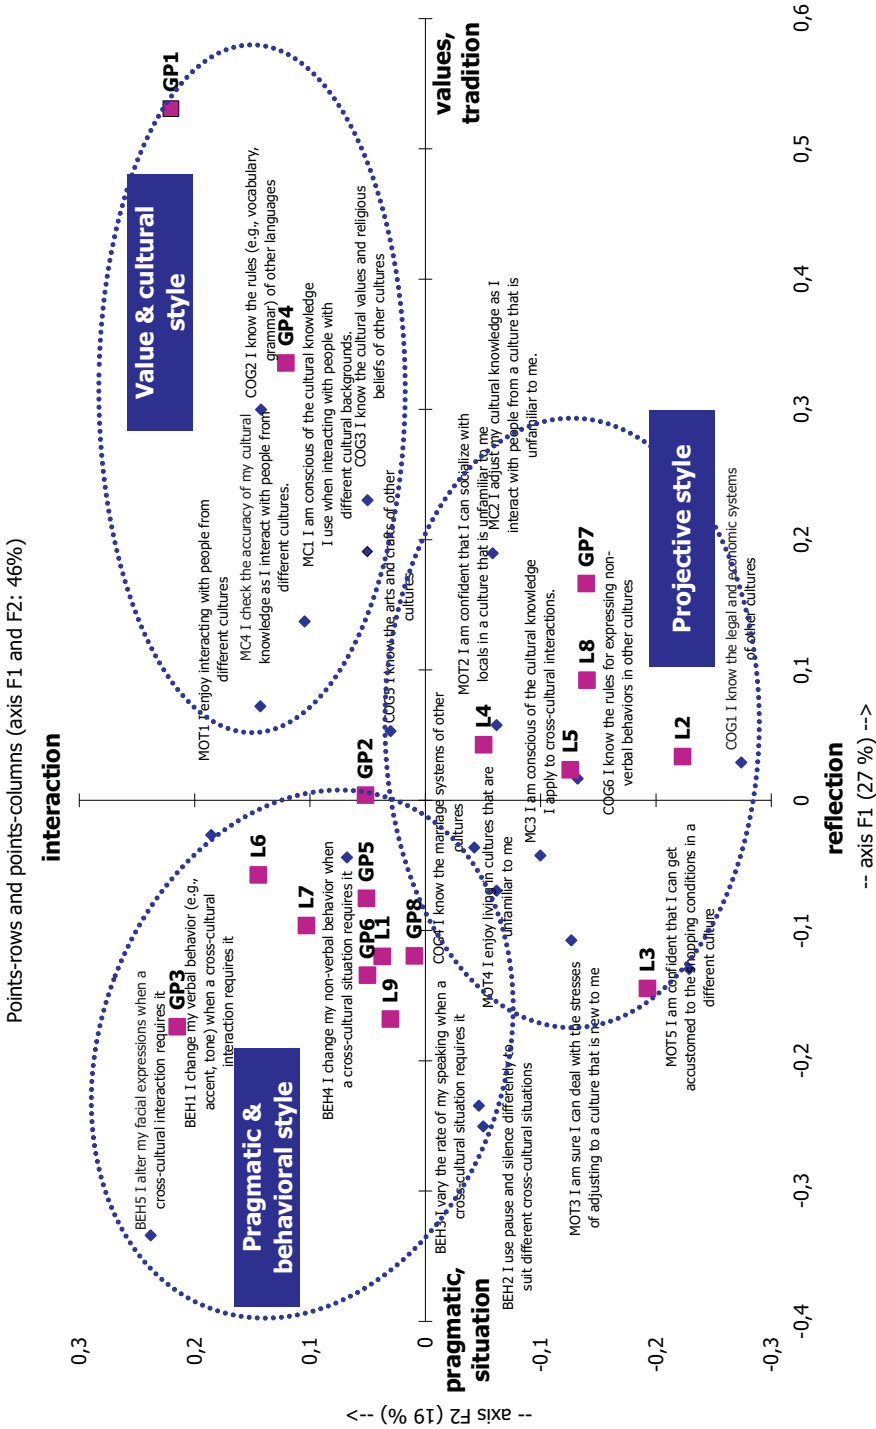 Points-rows and points-columns (axis F1 and F2: 46%)
interaction
values,
tradition
pragmatic,
situation
reflection
-- axis F1 (27 %) -->
-- axis F2 (19 %) -->
0,3
0,2
0,1
0
-0,1
-0,2
-0,3
-0,4
-0,3
-0,2
-0,1
0
0,1
0,2
0,3
0,4
0,5
0,6
Value & cultural
style
Pragmatic &
behavioral style
Projective style
GP1
GP4
GP2
GP3
L6
L7
GP5
GP6
L1
GP8
L9
L4
L5
L8
GP7
L2
L3
BEH5 I alter my facial expressions when a
cross-cultural interaction requires it
BEH1 I change my verbal behavior (e.g.,
accent, tone) when a cross-cultural
interaction requires it
BEH4 I change my non-verbal behavior when
a cross-cultural situation requires it
BEH3 I vary the rate of my speaking when a
cross-cultural situation requires it
BEH2 I use pause and silence differently to
suit different cross-cultural situations
MOT1 I enjoy interacting with people from
different cultures
MC4 I check the accuracy of my cultural
knowledge as I interact with people from
different cultures.
COG2 I know the rules (e.g., vocabulary,
grammar) of other languages
MC1 I am conscious of the cultural knowledge
I use when interacting with people with
different cultural backgrounds.
COG3 I know the cultural values and religious
beliefs of other cultures
COG5 I know the arts and crafts of other
cultures
COG4 I know the marriage systems of other
cultures
MOT2 I am confident that I can socialize with
locals in a culture that is unfamiliar to me
MC2 I adjust my cultural knowledge as I
interact with people from a culture that is
unfamiliar to me.
MOT4 I enjoy living in cultures that are
unfamiliar to me
MC3 I am conscious of the cultural knowledge
I apply to cross-cultural interactions.
COG6 I know the rules for expressing non-
verbal behaviors in other cultures
MOT3 I am sure I can deal with the stresses
of adjusting to a culture that is new to me
MOT5 I am confident that I can get
accustomed to the shopping conditions in a
different culture
COG1 I know the legal and economic systems
of other cultures